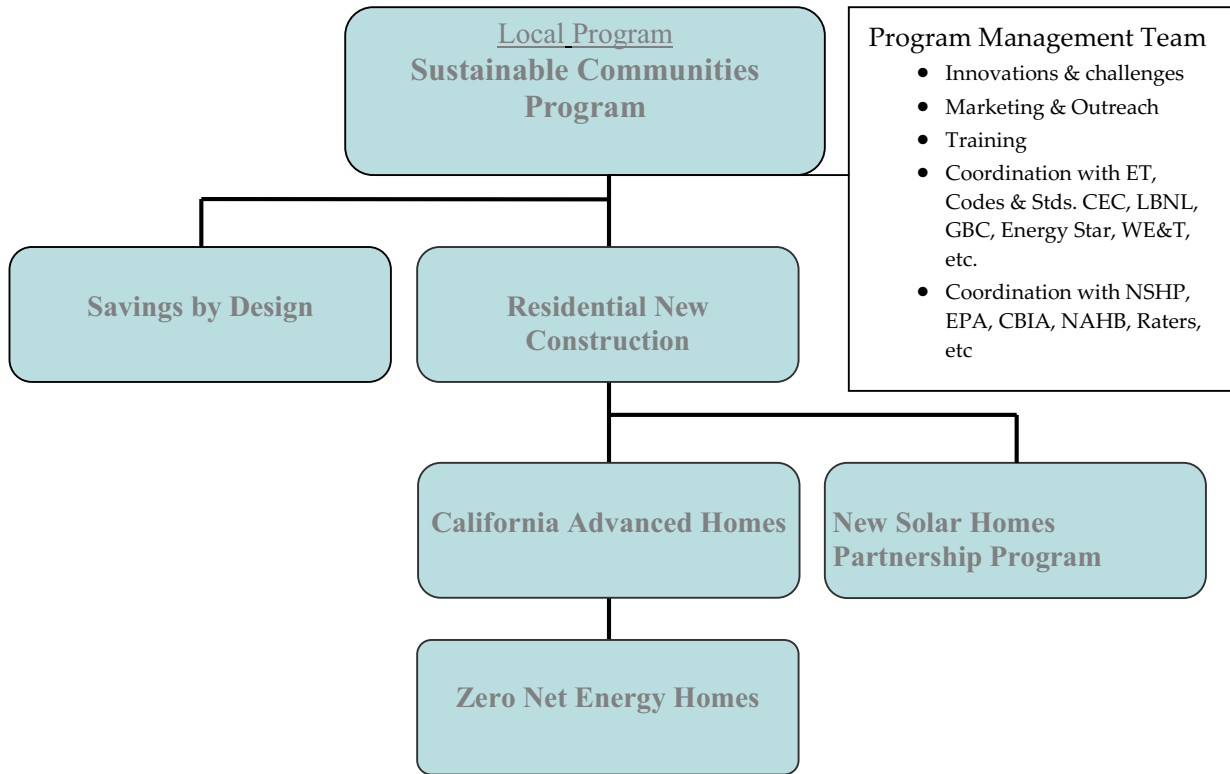 Local Program
Sustainable Communities
Program
Program Management Team
• Innovations & challenges
• Marketing & Outreach
• Training
• Coordination with ET,
Codes & Stds. CEC, LBNL,
GBC, Energy Star, WE&T,
etc.
• Coordination with NSHP,
EPA, CBIA, NAHB, Raters,
etc
Savings by Design
Residential New
Construction
California Advanced Homes
New Solar Homes
Partnership Program
Zero Net Energy Homes